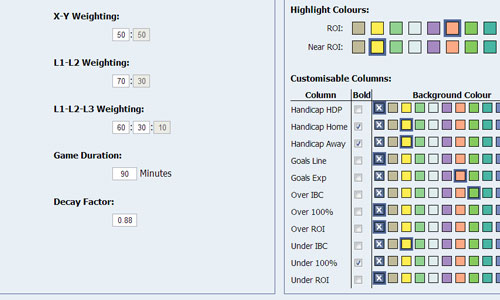 X-Y Weighting:
50 : 50
L1-L2 Weighting:
70 : 30
L1-L2-L3 Weighting:
60 : 30 : 10
Game Duration:
90 Minutes
Decay Factor:
0.88
Highlight Colours:
ROI:
Near ROI:
Customisable Columns:
Column Bold Background Colour
Handicap HDP X
Handicap Home X
Handicap Away X
Goals Line X
Goals Exp X
Over IBC X
Over 100% X
Over ROI X
Under IBC X
Under 100% X
Under ROI X